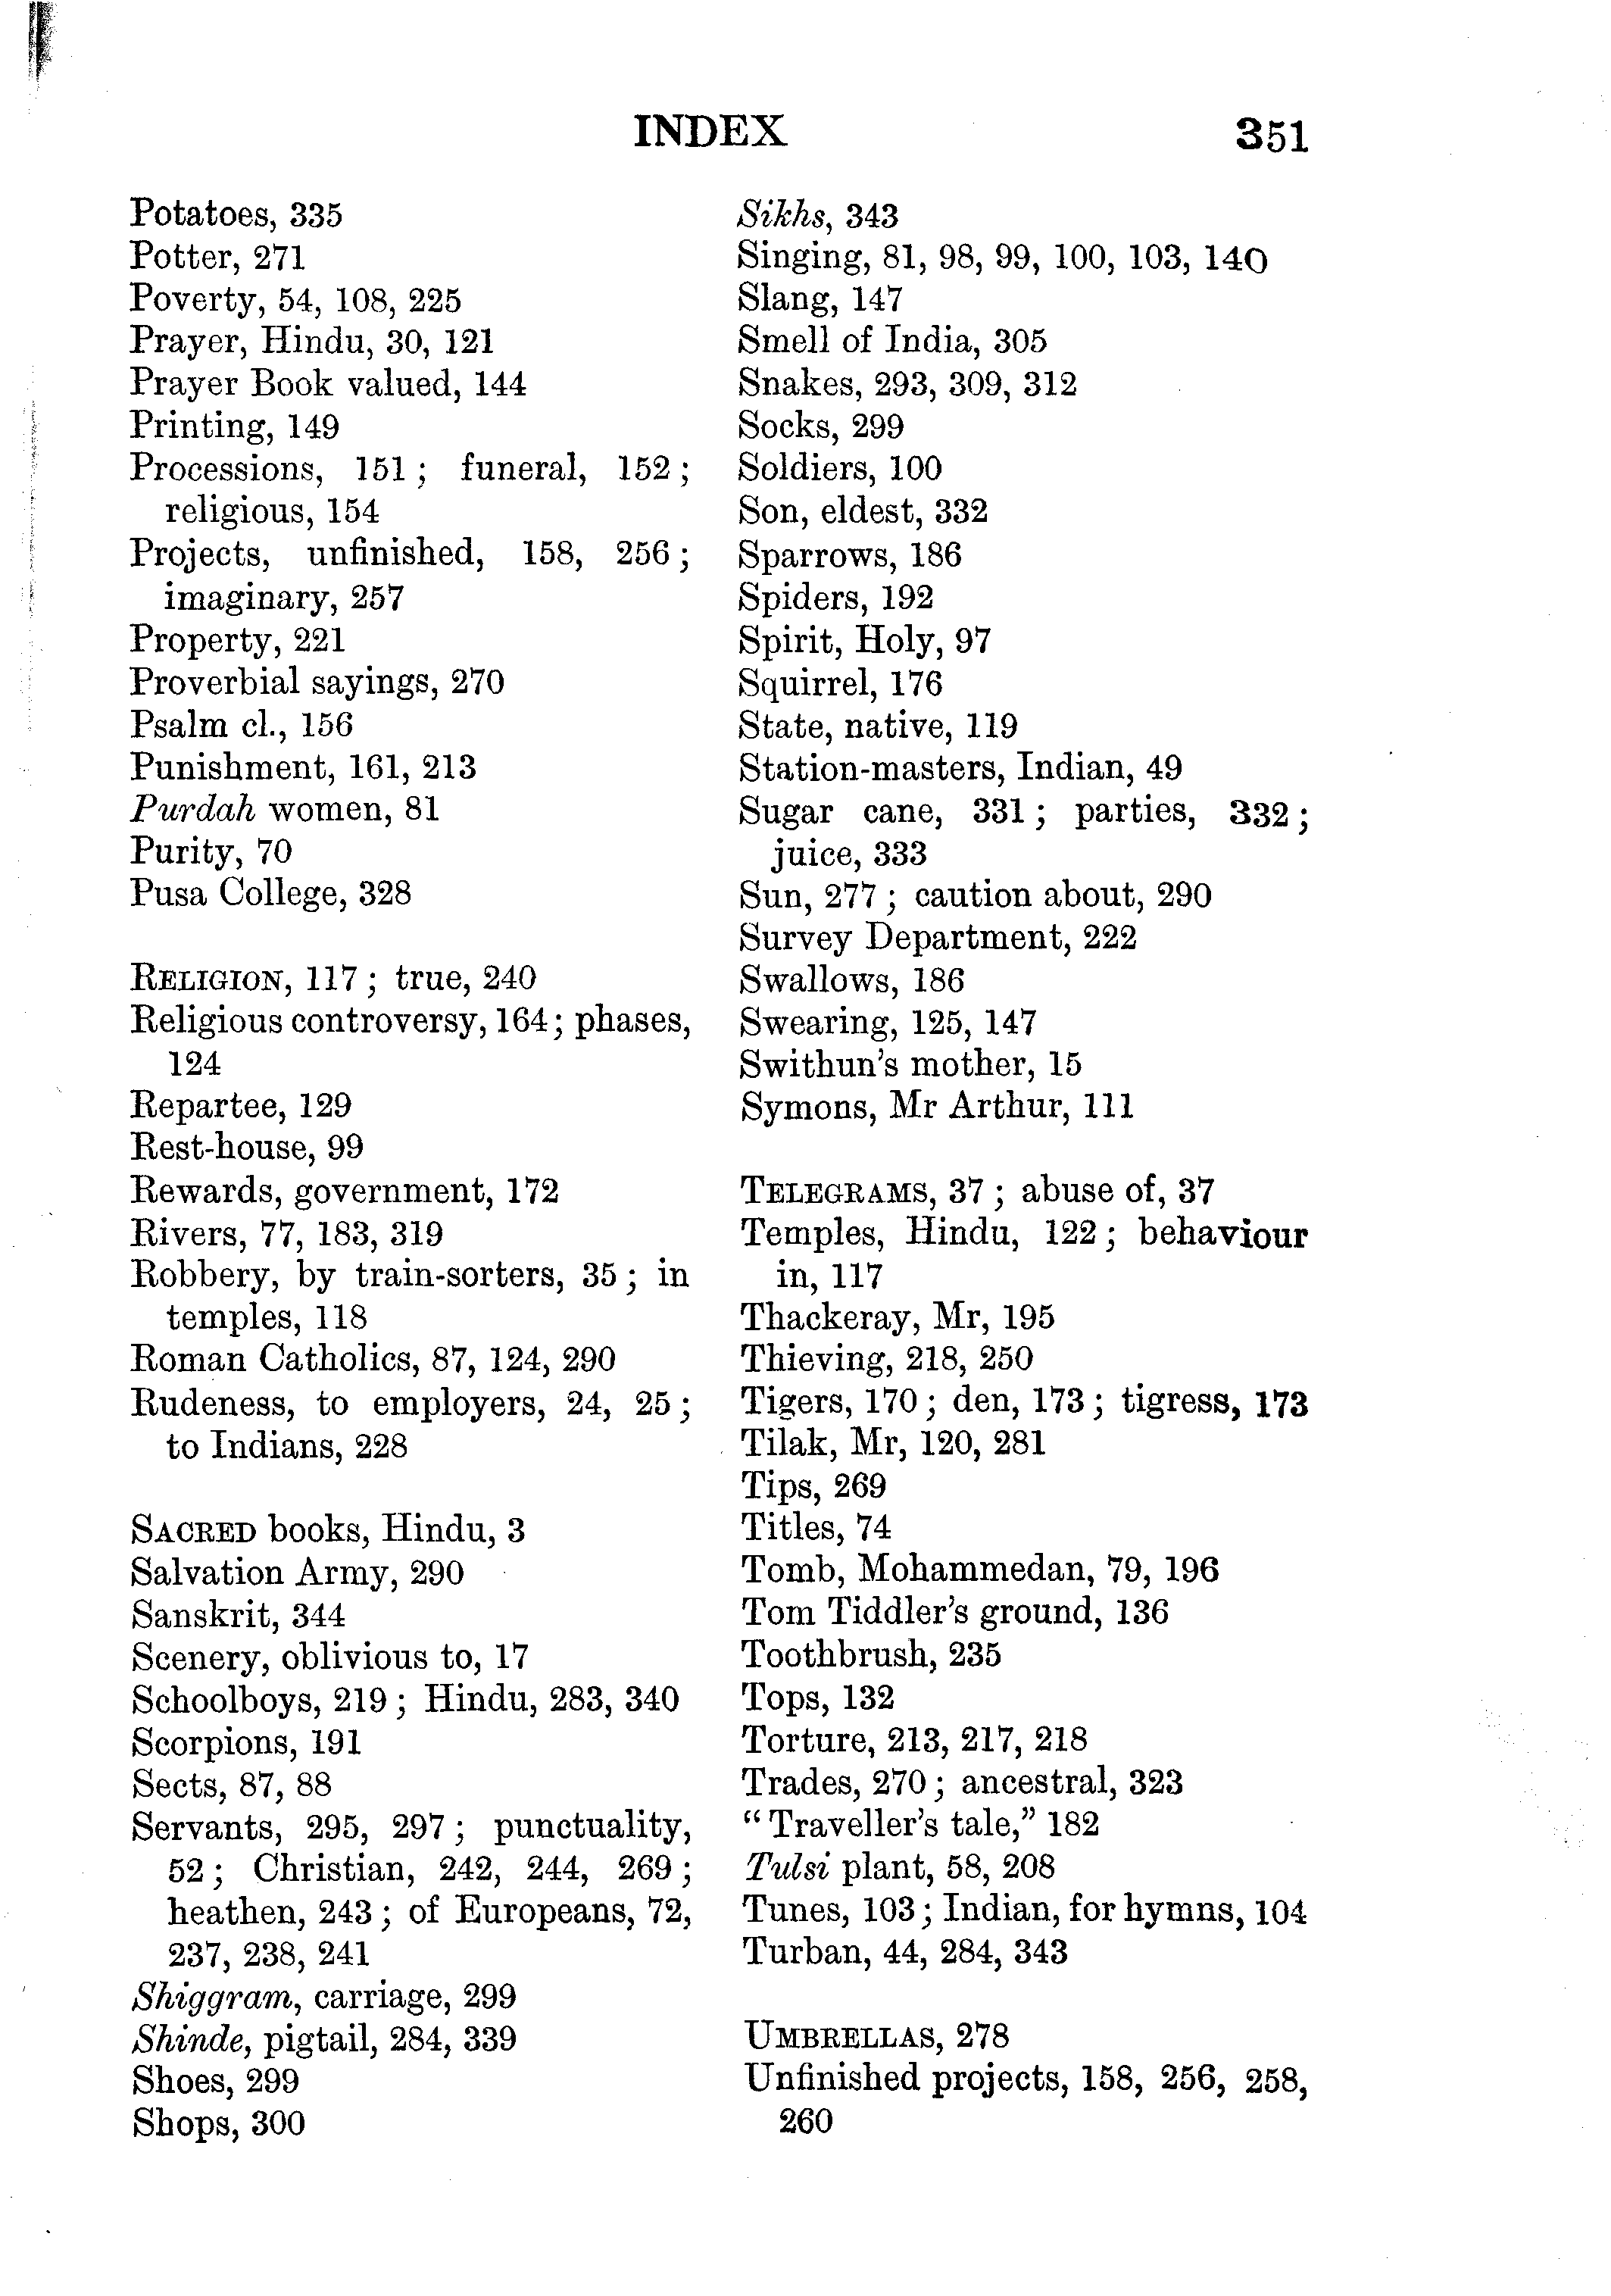 INDEX 351
Potatoes, 335
Potter, 271
Poverty, 54, 108, 225
Prayer, Hindu, 30, 121
Prayer Book valued, 144
Printing, 149
Processions, 151 ; funeral, 152 ;
religious, 154
Projects, unfinished, 158, 256 ;
imaginary, 257
Property, 221
Proverbial sayings, 270
Psalm cl., 156
Punishment, 161, 213
Purdah women, 81
Purity, 70
Pusa College, 328
RELIGION, 117 ; true, 240
Religious controversy, 164 ; phases,
124
Repartee, 129
Rest-house, 99
Rewards, government, 172
Rivers, 77, 183, 319
Robbery, by train-sorters, 35 ; in
temples, 118
Roman Catholics, 87, 124, 290
Rudeness, to employers, 24, 25 ;
to Indians, 228
SACRED books, Hindu, 3
Salvation Army, 290
Sanskrit, 344
Scenery, oblivious to, 17
Schoolboys, 219 ; Hindu, 283, 340
Scorpions, 191
Sects, 87, 88
Servants, 295, 297 ; punctuality,
52 ; Christian, 242, 244, 269 ;
heathen, 243 ; of Europeans, 72,
237, 238, 241
Shiggram, carriage, 299
Shinde, pigtail, 284, 339
Shoes, 299
Shops, 300
Sikhs, 343
Singing, 81, 98, 99, 100, 103, 140
Slang, 147
Smell of India, 305
Snakes, 293, 309, 312
Socks, 299
Soldiers, 100
Son, eldest, 332
Sparrows, 186
Spiders, 192
Spirit, Holy, 97
Squirrel, 176
State, native, 119
Station-masters, Indian, 49
Sugar cane, 331 ; parties, 332 ;
juice, 333
Sun, 277 ; caution about, 290
Survey Department, 222
Swallows, 186
Swearing, 125, 147
Swithun's mother, 15
Symons, Mr Arthur, 111
TELEGRAMS, 37 ; abuse of, 37
Temples, Hindu, 122 ; behaviour
in, 117
Thackeray, Mr, 195
Thieving, 218, 250
Tigers, 170 ; den, 173 ; tigress, 173
Tilak, Mr, 120, 281
Tips, 269
Titles, 74
Tomb, Mohammedan, 79, 196
Tom Tiddler's ground, 136
Toothbrush, 235
Tops, 132
Torture, 213, 217, 218
Trades, 270 ; ancestral, 323
"Traveller's tale," 182
Tulsi plant, 58, 208
Tunes, 103 ; Indian, for hymns, 104
Turban, 44, 284, 343
UMBRELLAS, 278
Unfinished projects, 158, 256, 258,
260